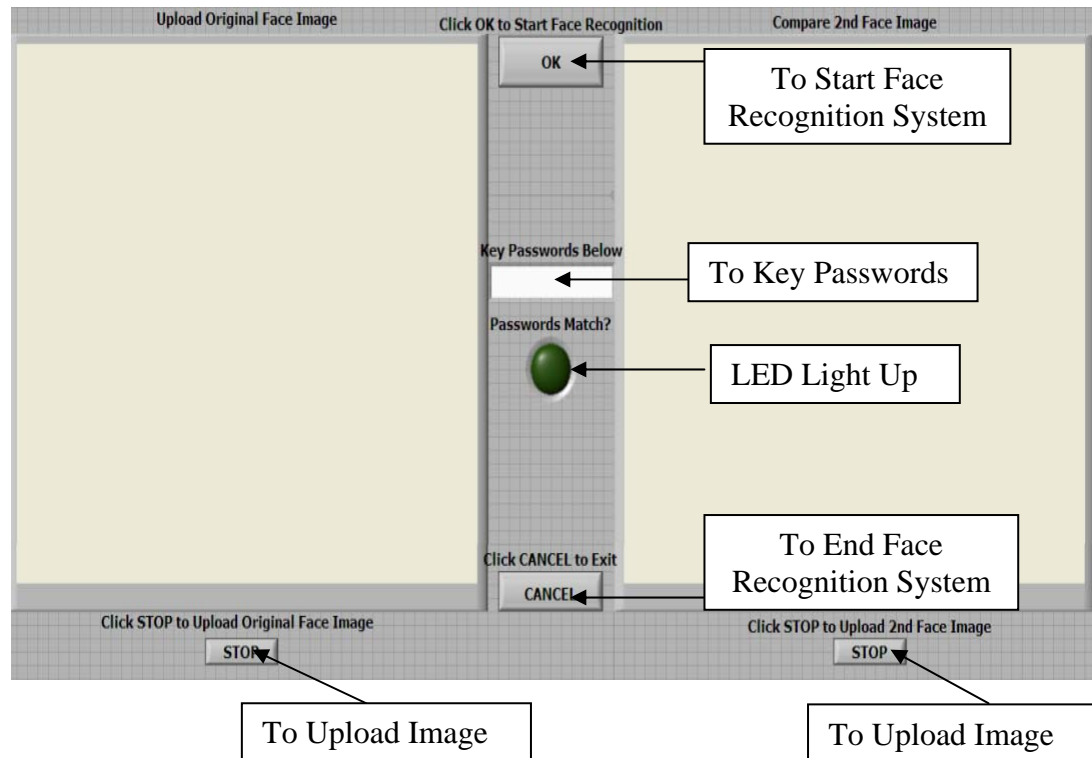 Upload Original Face Image
Click OK to Start Face Recognition
Compare 2nd Face Image
OK
To Start Face
Recognition System
Key Passwords Below
To Key Passwords
Passwords Match?
LED Light Up
To End Face
Recognition System
Click CANCEL to Exit
CANCEL
Click STOP to Upload Original Face Image
STOP
Click STOP to Upload 2nd Face Image
STOP
To Upload Image
To Upload Image